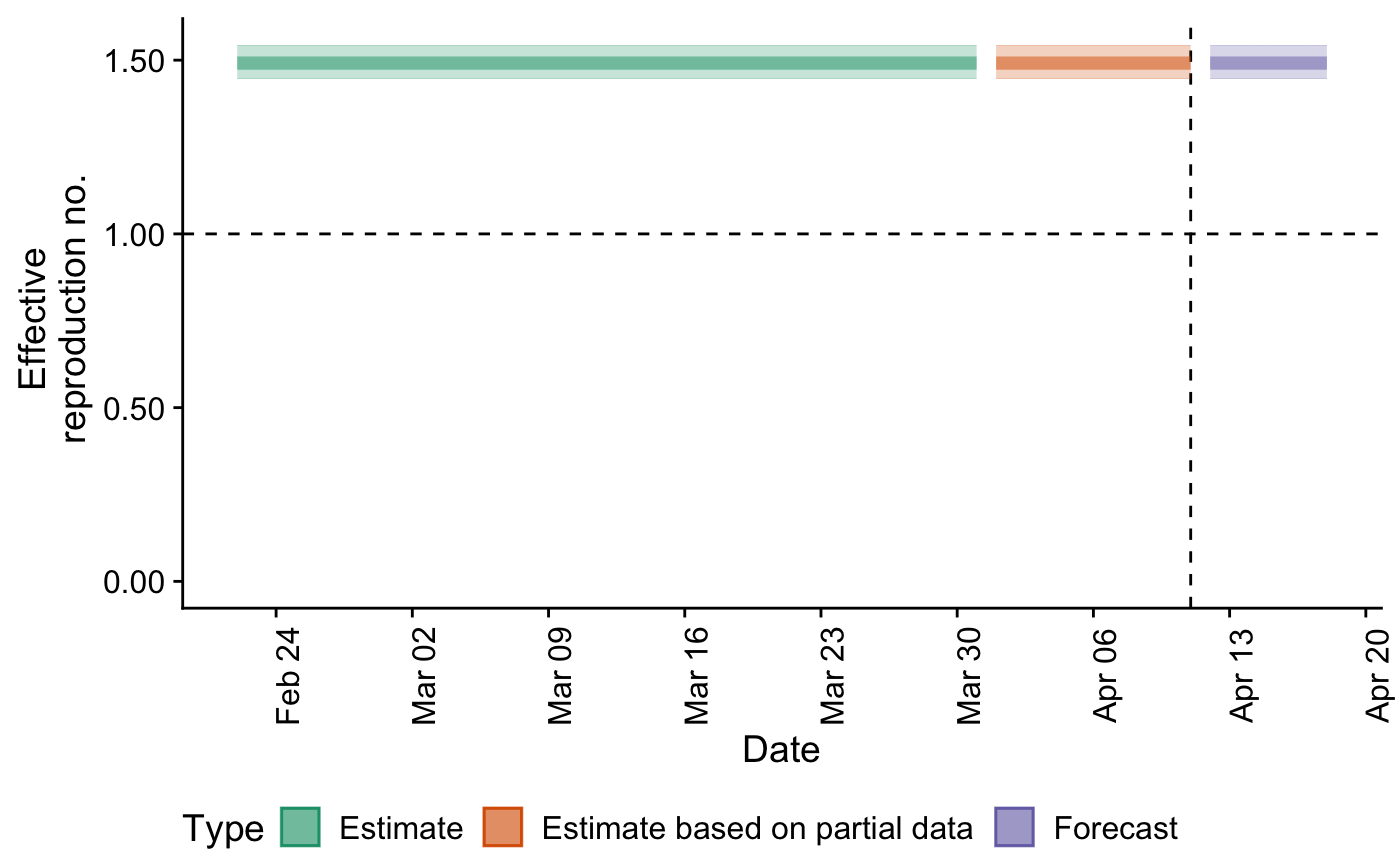 Effective
reproduction no.
1.50
1.00
0.50
0.00
Feb 24
Mar 02
Mar 09
Mar 16
Mar 23
Mar 30
Apr 06
Apr 13
Apr 20
Date
Type Estimate Estimate based on partial data Forecast